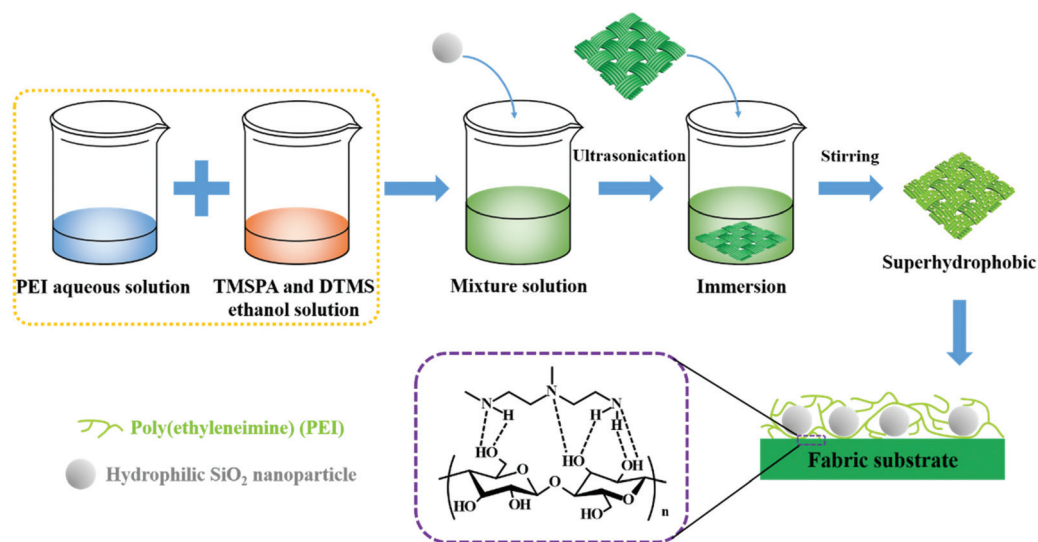 Ultrasonication
Stirring
PEI aqueous solution
TMSPA and DTMS
ethanol solution
Mixture solution
Immersion
Superhydrophobic
Poly(ethyleneimine) (PEI)
Hydrophilic SiO₂ nanoparticle
N
H
N
N
H
H
HO
HO
OH
O
O
O
HO
OH
HO
n
Fabric substrate